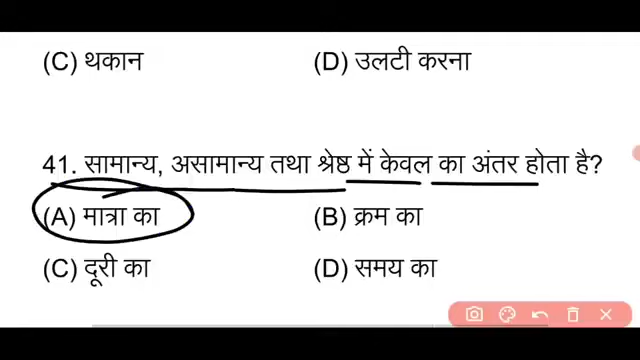 (C) थकान (D) उलटी करना
41. सामान्य, असामान्य तथा श्रेष्ठ में केवल का अंतर होता है?
(A) मात्रा का (B) क्रम का
(C) दूरी का (D) समय का